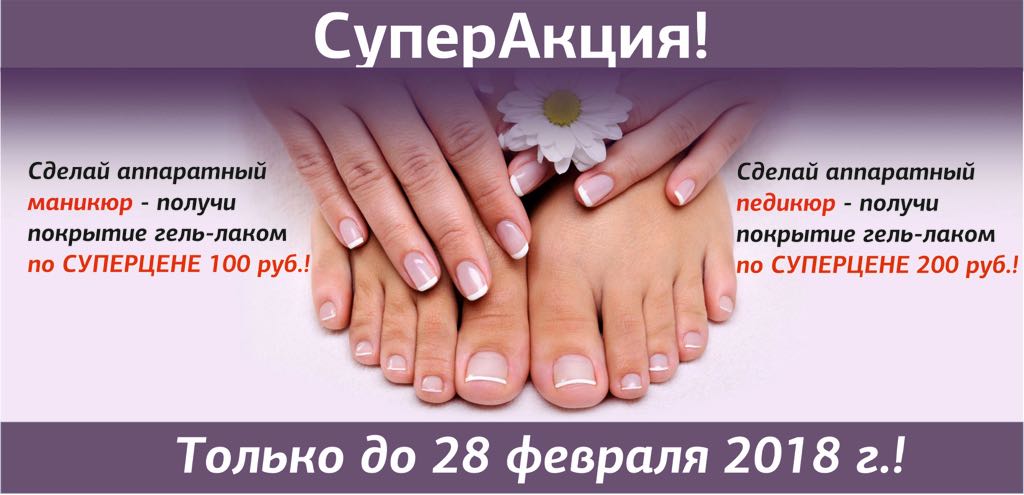 СуперАкция!
Сделай аппаратный
маникюр - получи
покрытие гель-лаком
по СУПЕРЦЕНЕ 100 руб.!
Сделай аппаратный
педикюр - получи
покрытие гель-лаком
по СУПЕРЦЕНЕ 200 руб.!
Только до 28 февраля 2018 г.!